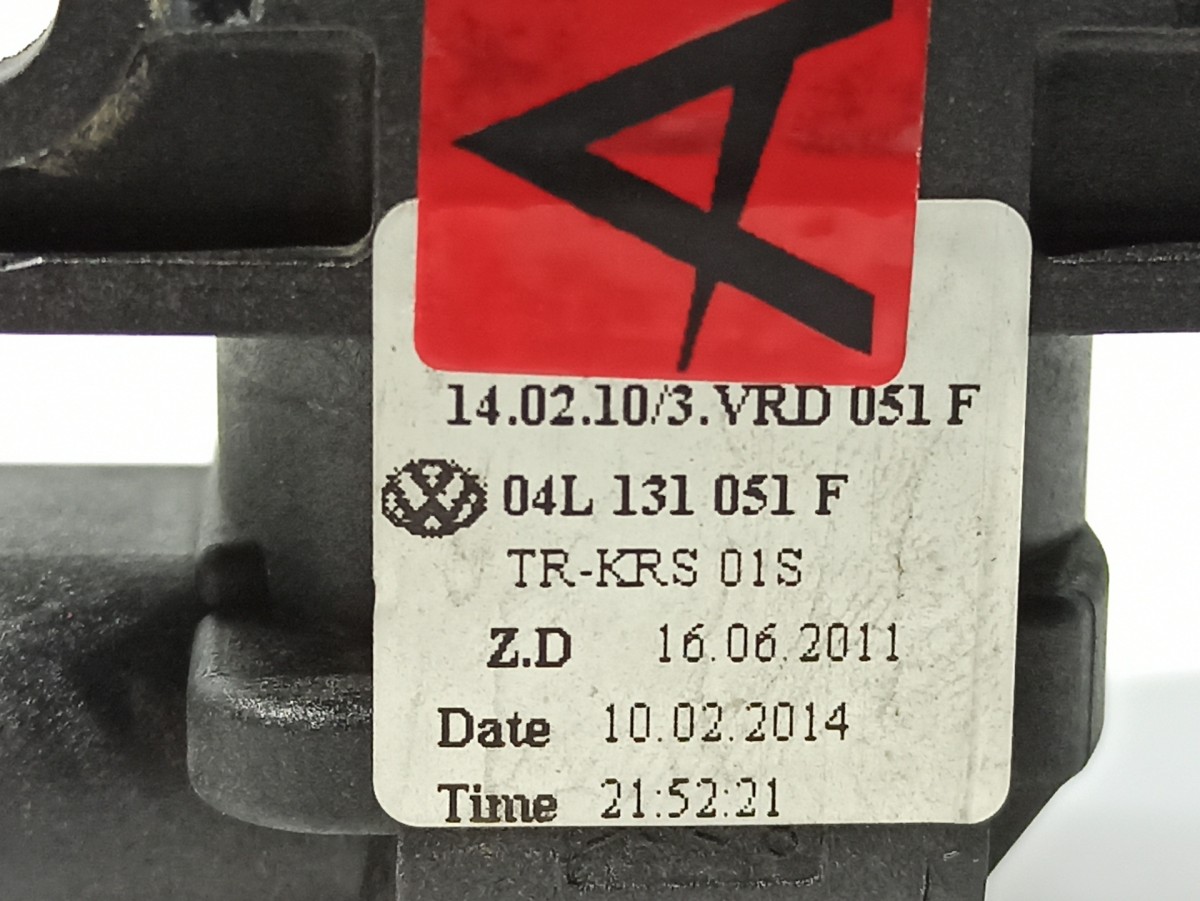 A
14.02.10/3.VRD 051 F
04L 131 051 F
TR-KRS 01S
Z.D 16.06.2011
Date 10.02.2014
Time 21:52:21